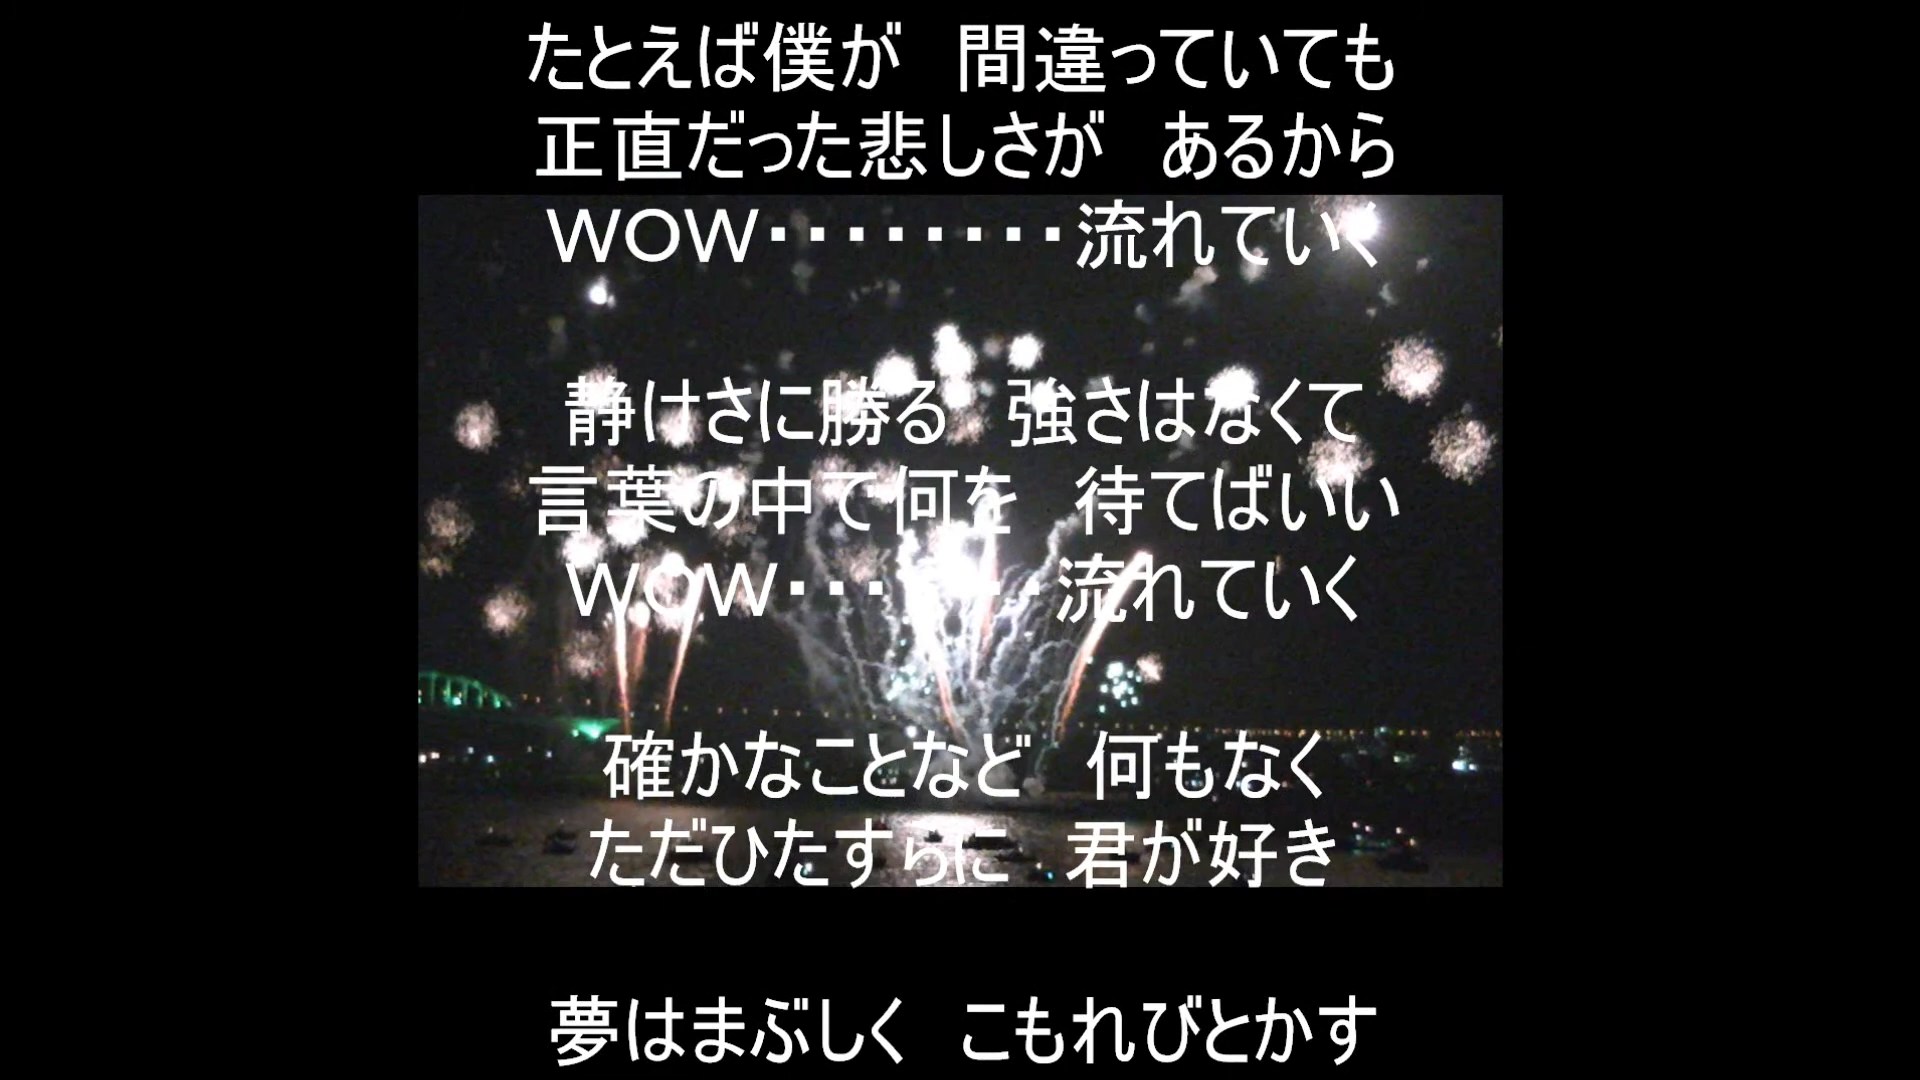 たとえば僕が　間違っていても
正直だった悲しさが　あるから
WOW・・・・・・・・流れていく
静けさに勝る　強さはなくて
言葉の中で何を　待てばいい
WOW・・・・・・・流れていく
確かなことなど　何もなく
ただひたすらに　君が好き
夢はまぶしく　こもれびとかす